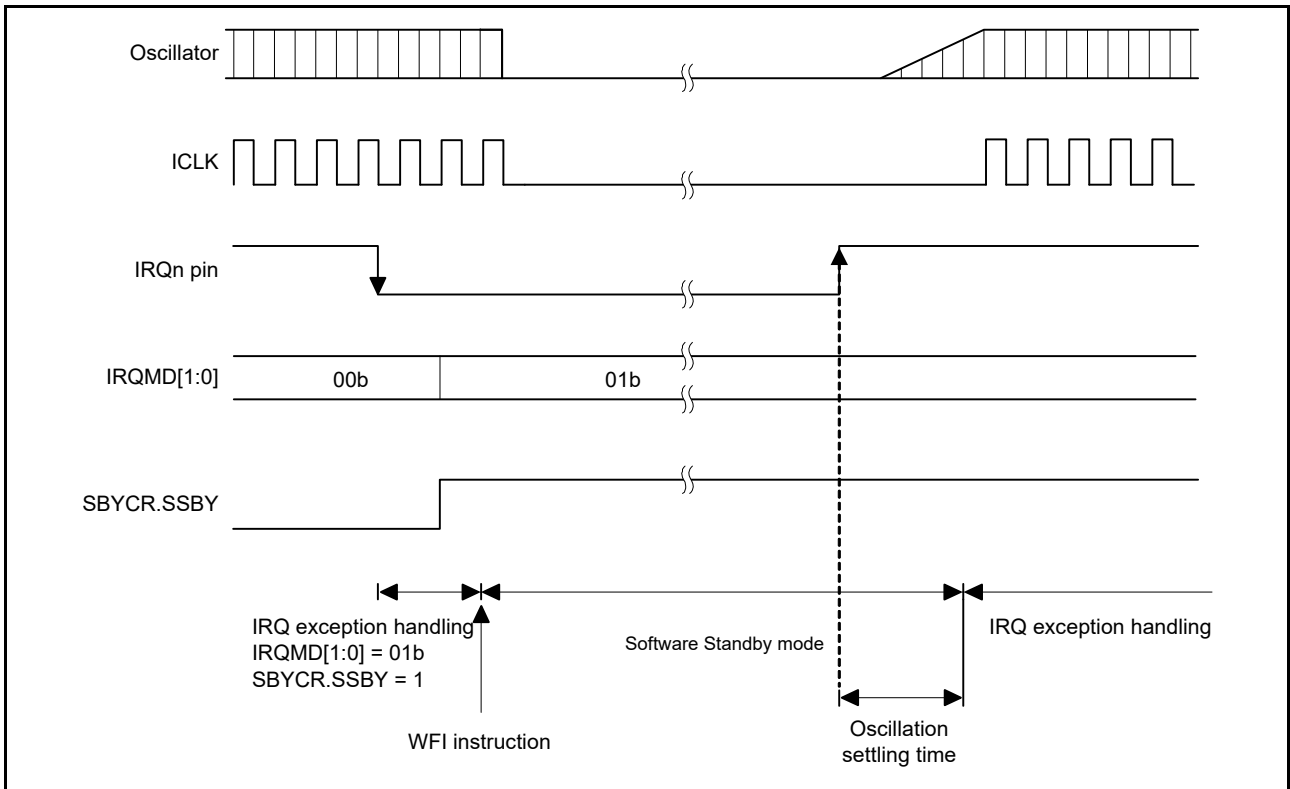 Oscillator
ICLK
IRQn pin
IRQMD[1:0]
00b
01b
SBYCR.SSBY
IRQ exception handling
IRQMD[1:0] = 01b
SBYCR.SSBY = 1
WFI instruction
Software Standby mode
Oscillation
settling time
IRQ exception handling